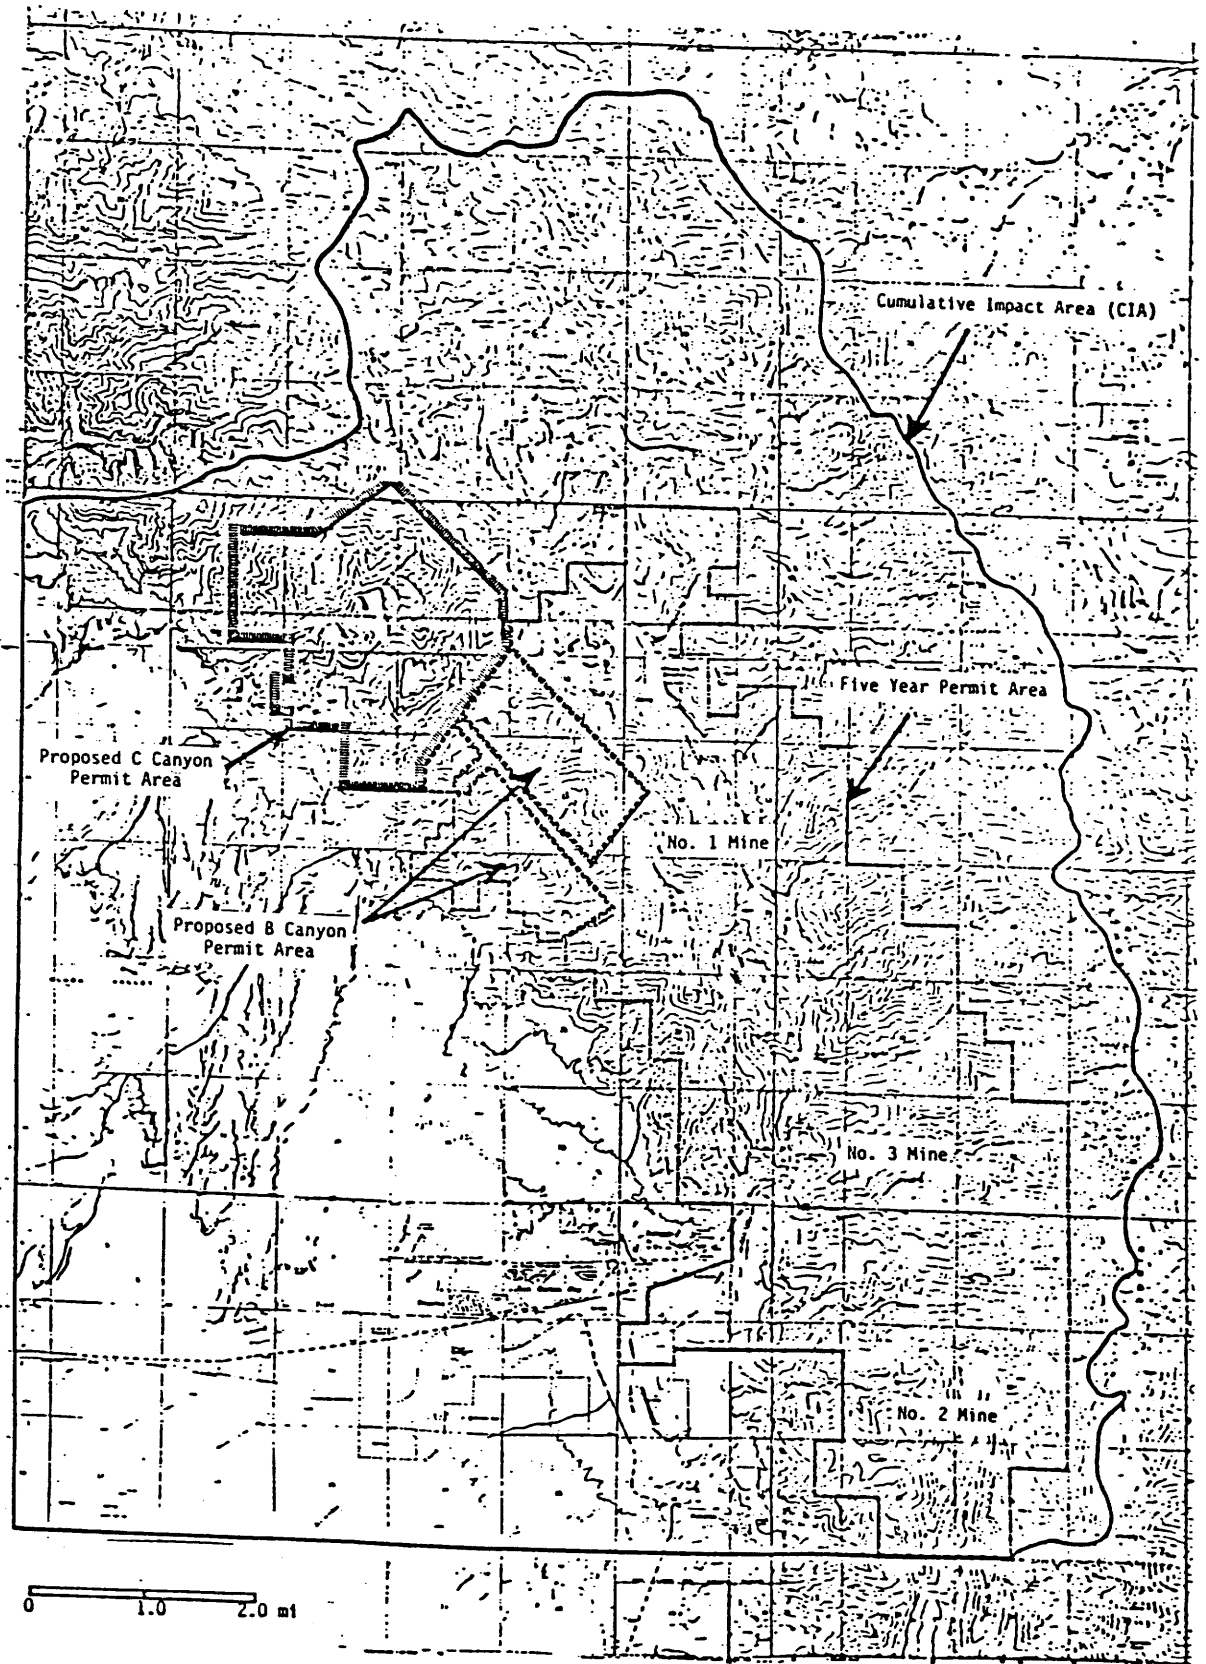 Cumulative Impact Area (CIA)
Five Year Permit Area
Proposed C Canyon
Permit Area
No. 1 Mine
Proposed B Canyon
Permit Area
No. 3 Mine
No. 2 Mine
0 1.0 2.0 mi